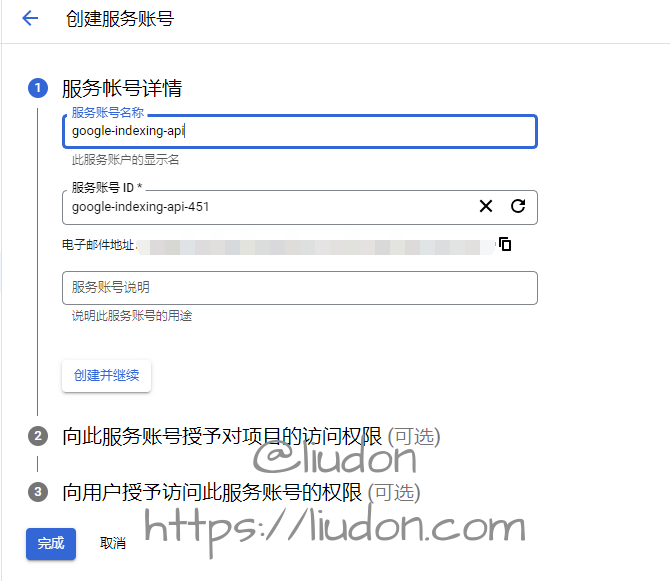 创建服务账号
1 服务帐号详情
服务账号名称
google-indexing-api
此服务账户的显示名
服务账号 ID *
google-indexing-api-451
电子邮件地址:
服务账号说明
说明此服务账号的用途
创建并继续
2 向此服务账号授予对项目的访问权限 (可选)
@liudon
3 向用户授予访问此服务账号的权限 (可选)
https://liudon.com
完成 取消